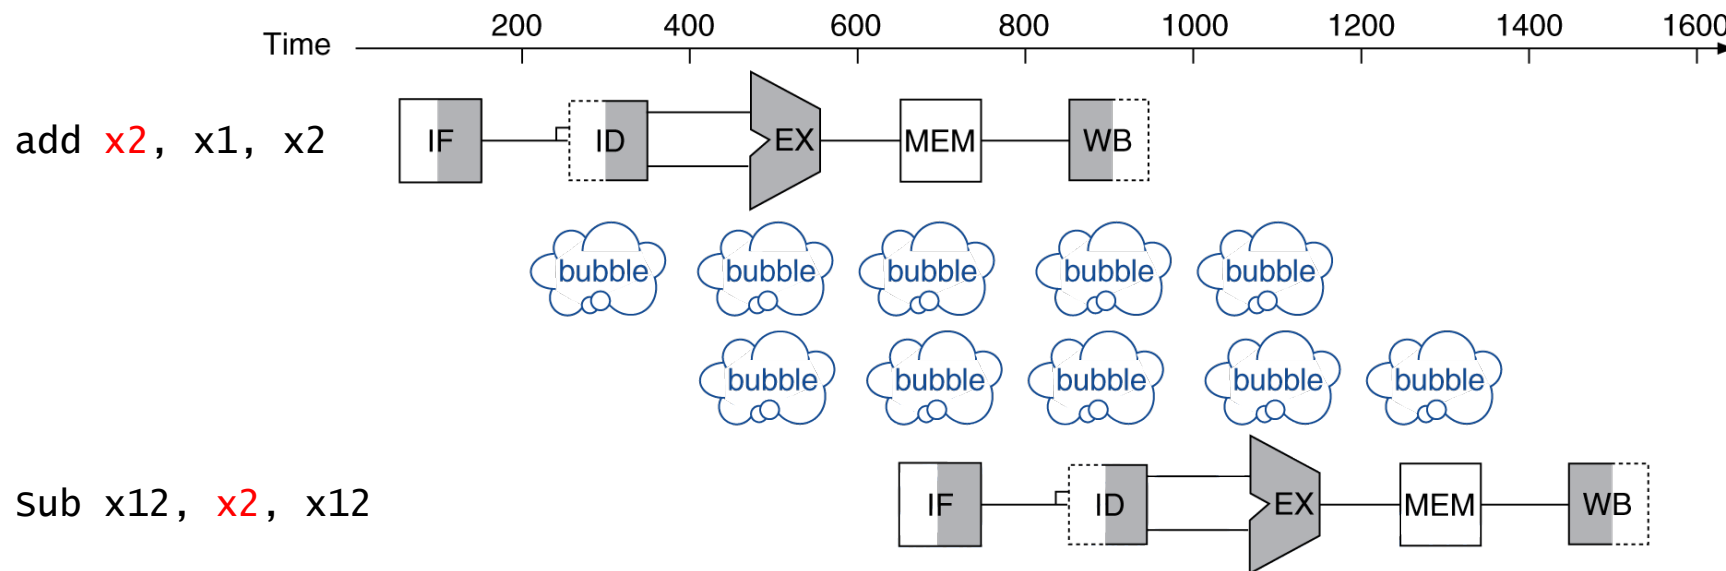 Time 200 400 600 800 1000 1200 1400 1600
add x2, x1, x2 IF ID EX MEM WB
bubble bubble bubble bubble bubble
bubble bubble bubble bubble bubble
Sub x12, x2, x12 IF ID EX MEM WB